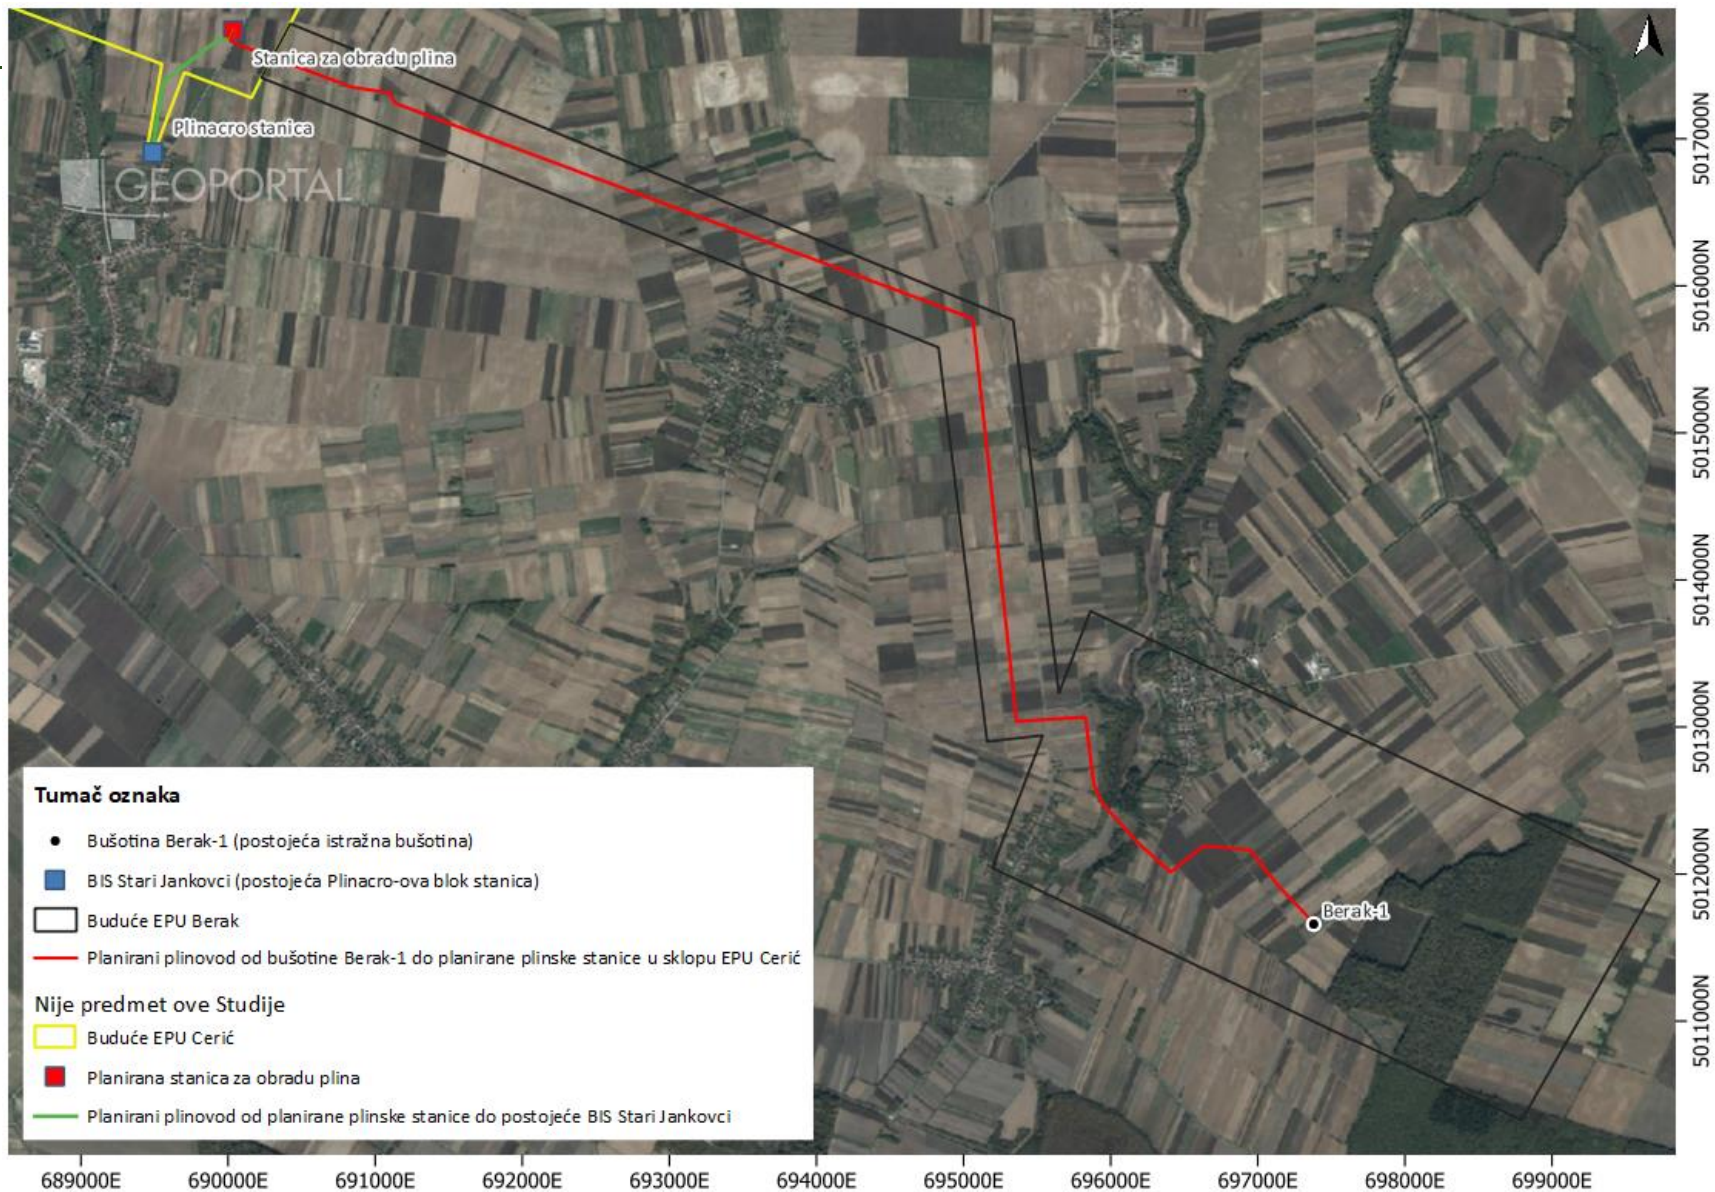 Stanica za obradu plina
Plinacro stanica
GEOPORTAL
5017000N
5016000N
5015000N
5014000N
5013000N
5012000N
5011000N
Berak-1
Tumač oznaka
Bušotina Berak-1 (postojeća istražna bušotina)
BIS Stari Jankovci (postojeća Plinacro-ova blok stanica)
Buduće EPU Berak
Planirani plinovod od bušotine Berak-1 do planirane plinske stanice u sklopu EPU Cerić
Nije predmet ove Studije
Buduće EPU Cerić
Planirana stanica za obradu plina
Planirani plinovod od planirane plinske stanice do postojeće BIS Stari Jankovci
689000E 690000E 691000E 692000E 693000E 694000E 695000E 696000E 697000E 698000E 699000E